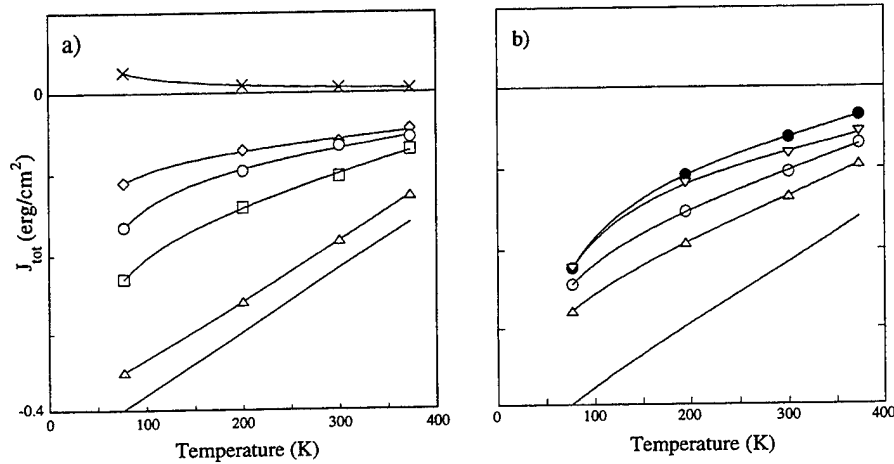 a)
0
J_tot (erg/cm²)
-0.4
0 100 200 300 400
Temperature (K)
b)
0 100 200 300 400
Temperature (K)